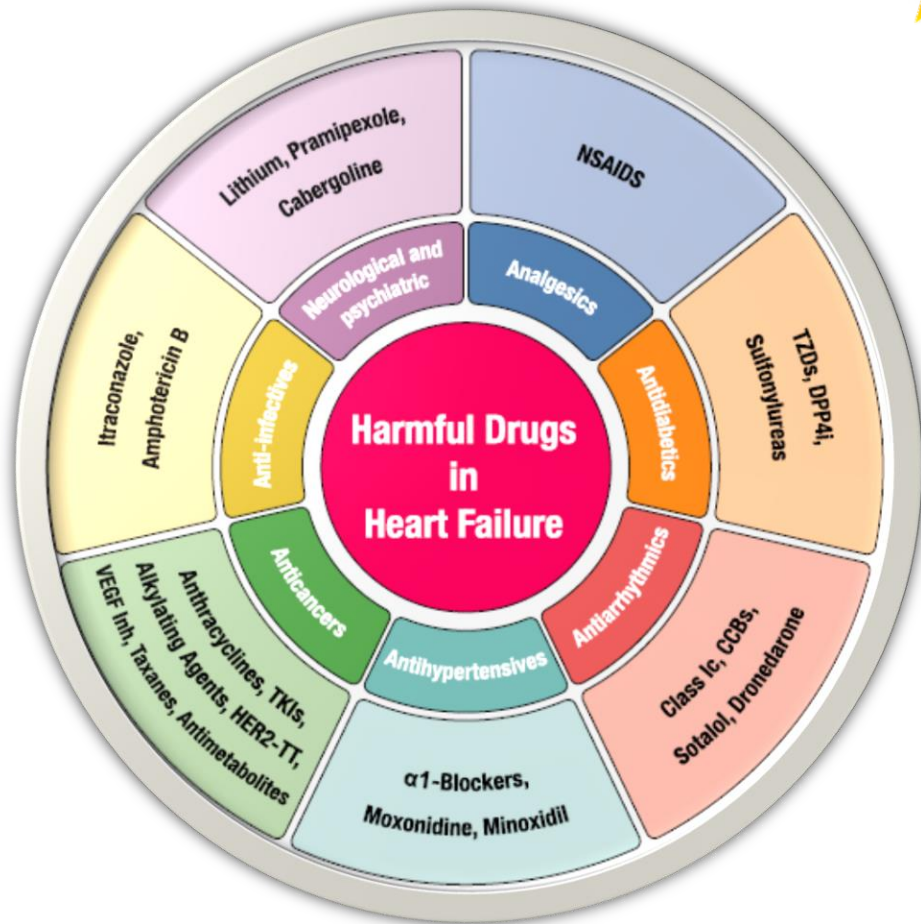 Harmful Drugs
in
Heart Failure
Analgesics
NSAIDS
Antidiabetics
TZDs, DPP4i,
Sulfonylureas
Antiarrhythmics
Class Ic, CCBs,
Sotalol, Dronedarone
Antihypertensives
α1-Blockers,
Moxonidine, Minoxidil
Anticancers
Anthracyclines, TKIs,
Alkylating Agents, HER2-TT,
VEGF Inh, Taxanes, Antimetabolites
Anti-infectives
Itraconazole,
Amphotericin B
Neurological and
psychiatric
Lithium, Pramipexole,
Cabergoline